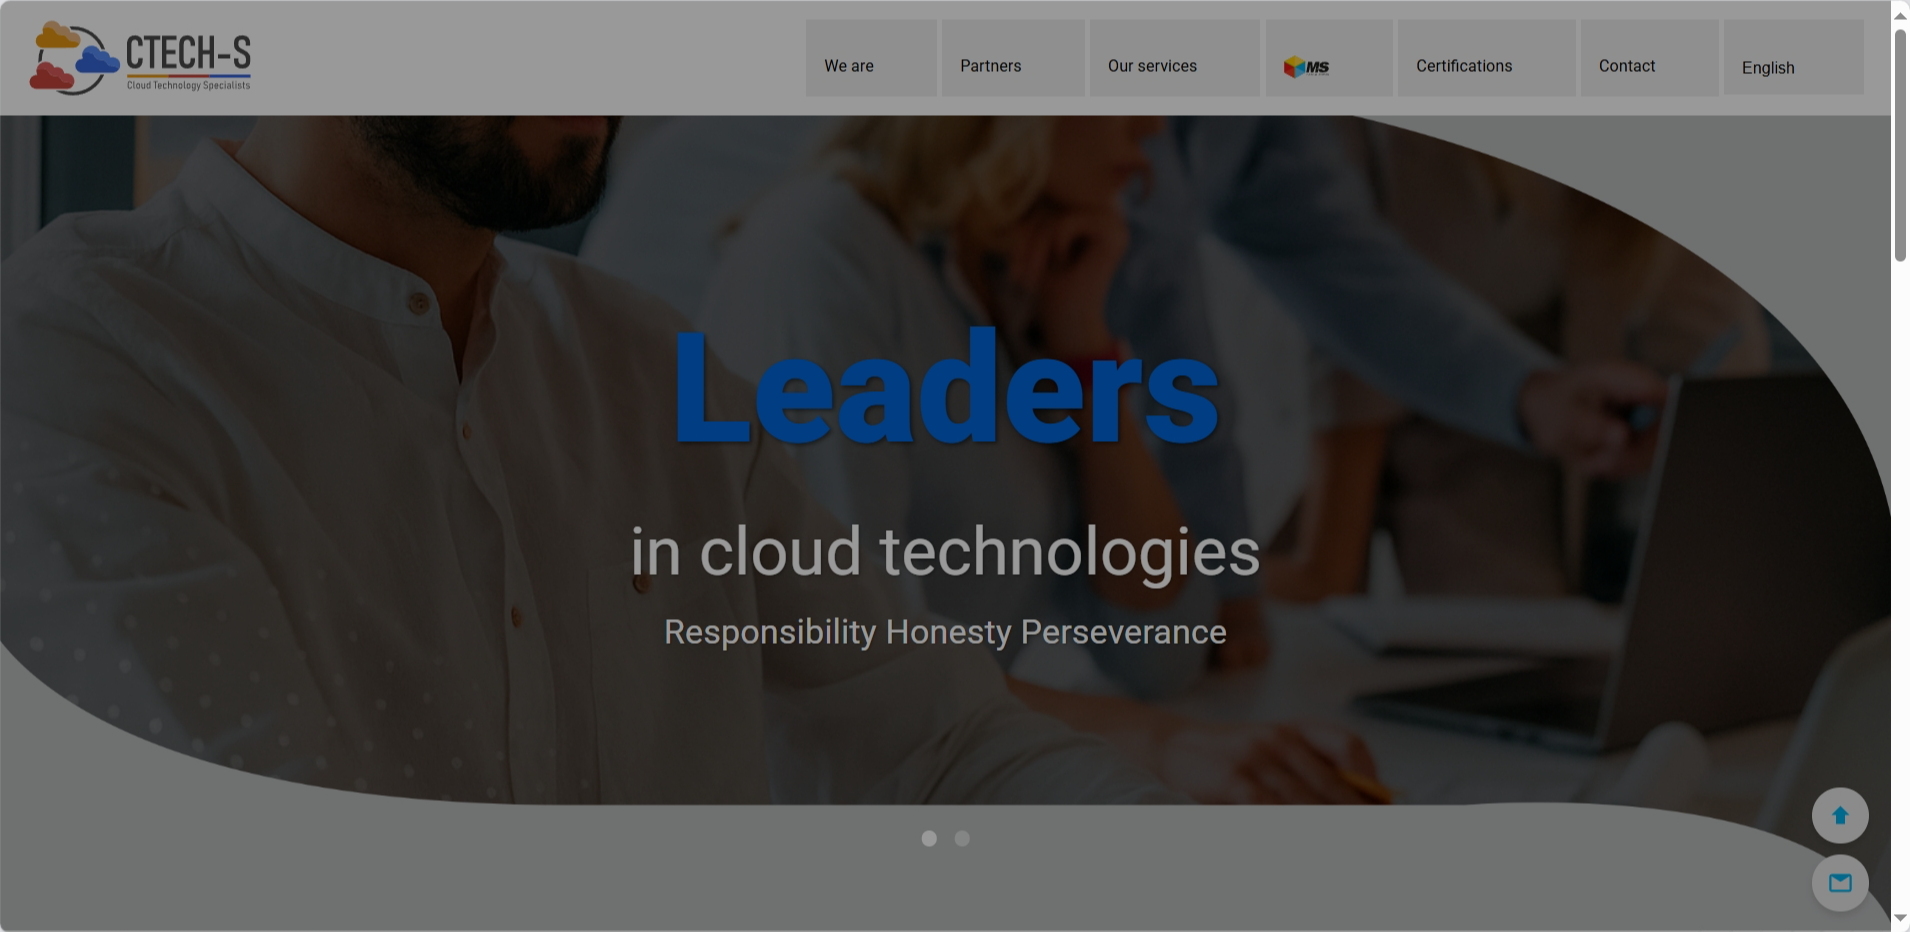 CTECH-S
Cloud Technology Specialists
We are
Partners
Our services
MS
Certifications
Contact
English
Leaders
in cloud technologies
Responsibility Honesty Perseverance